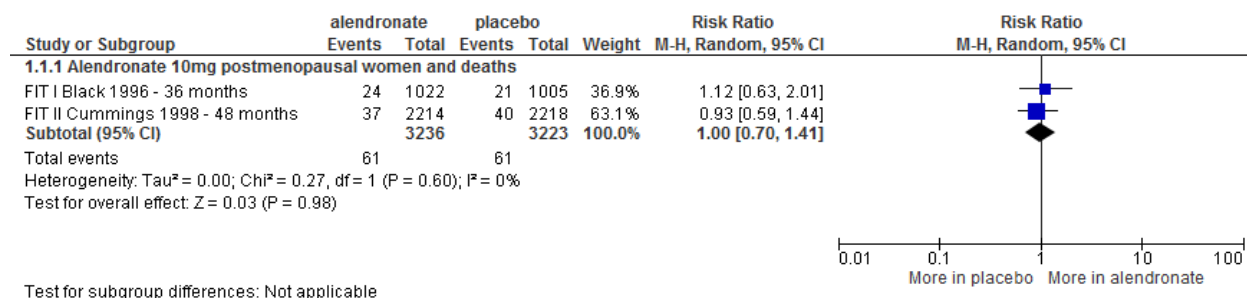 alendronate placebo Risk Ratio Risk Ratio
Study or Subgroup Events Total Events Total Weight M-H, Random, 95% CI M-H, Random, 95% CI
1.1.1 Alendronate 10mg postmenopausal women and deaths
FIT I Black 1996 - 36 months 24 1022 21 1005 36.9% 1.12 [0.63, 2.01]
FIT II Cummings 1998 - 48 months 37 2214 40 2218 63.1% 0.93 [0.59, 1.44]
Subtotal (95% CI) 3236 3223 100.0% 1.00 [0.70, 1.41]
Total events 61 61
Heterogeneity: Tau² = 0.00; Chi² = 0.27, df = 1 (P = 0.60); I² = 0%
Test for overall effect: Z = 0.03 (P = 0.98)
0.01 0.1 1 10 100
More in placebo More in alendronate
Test for subgroup differences: Not applicable